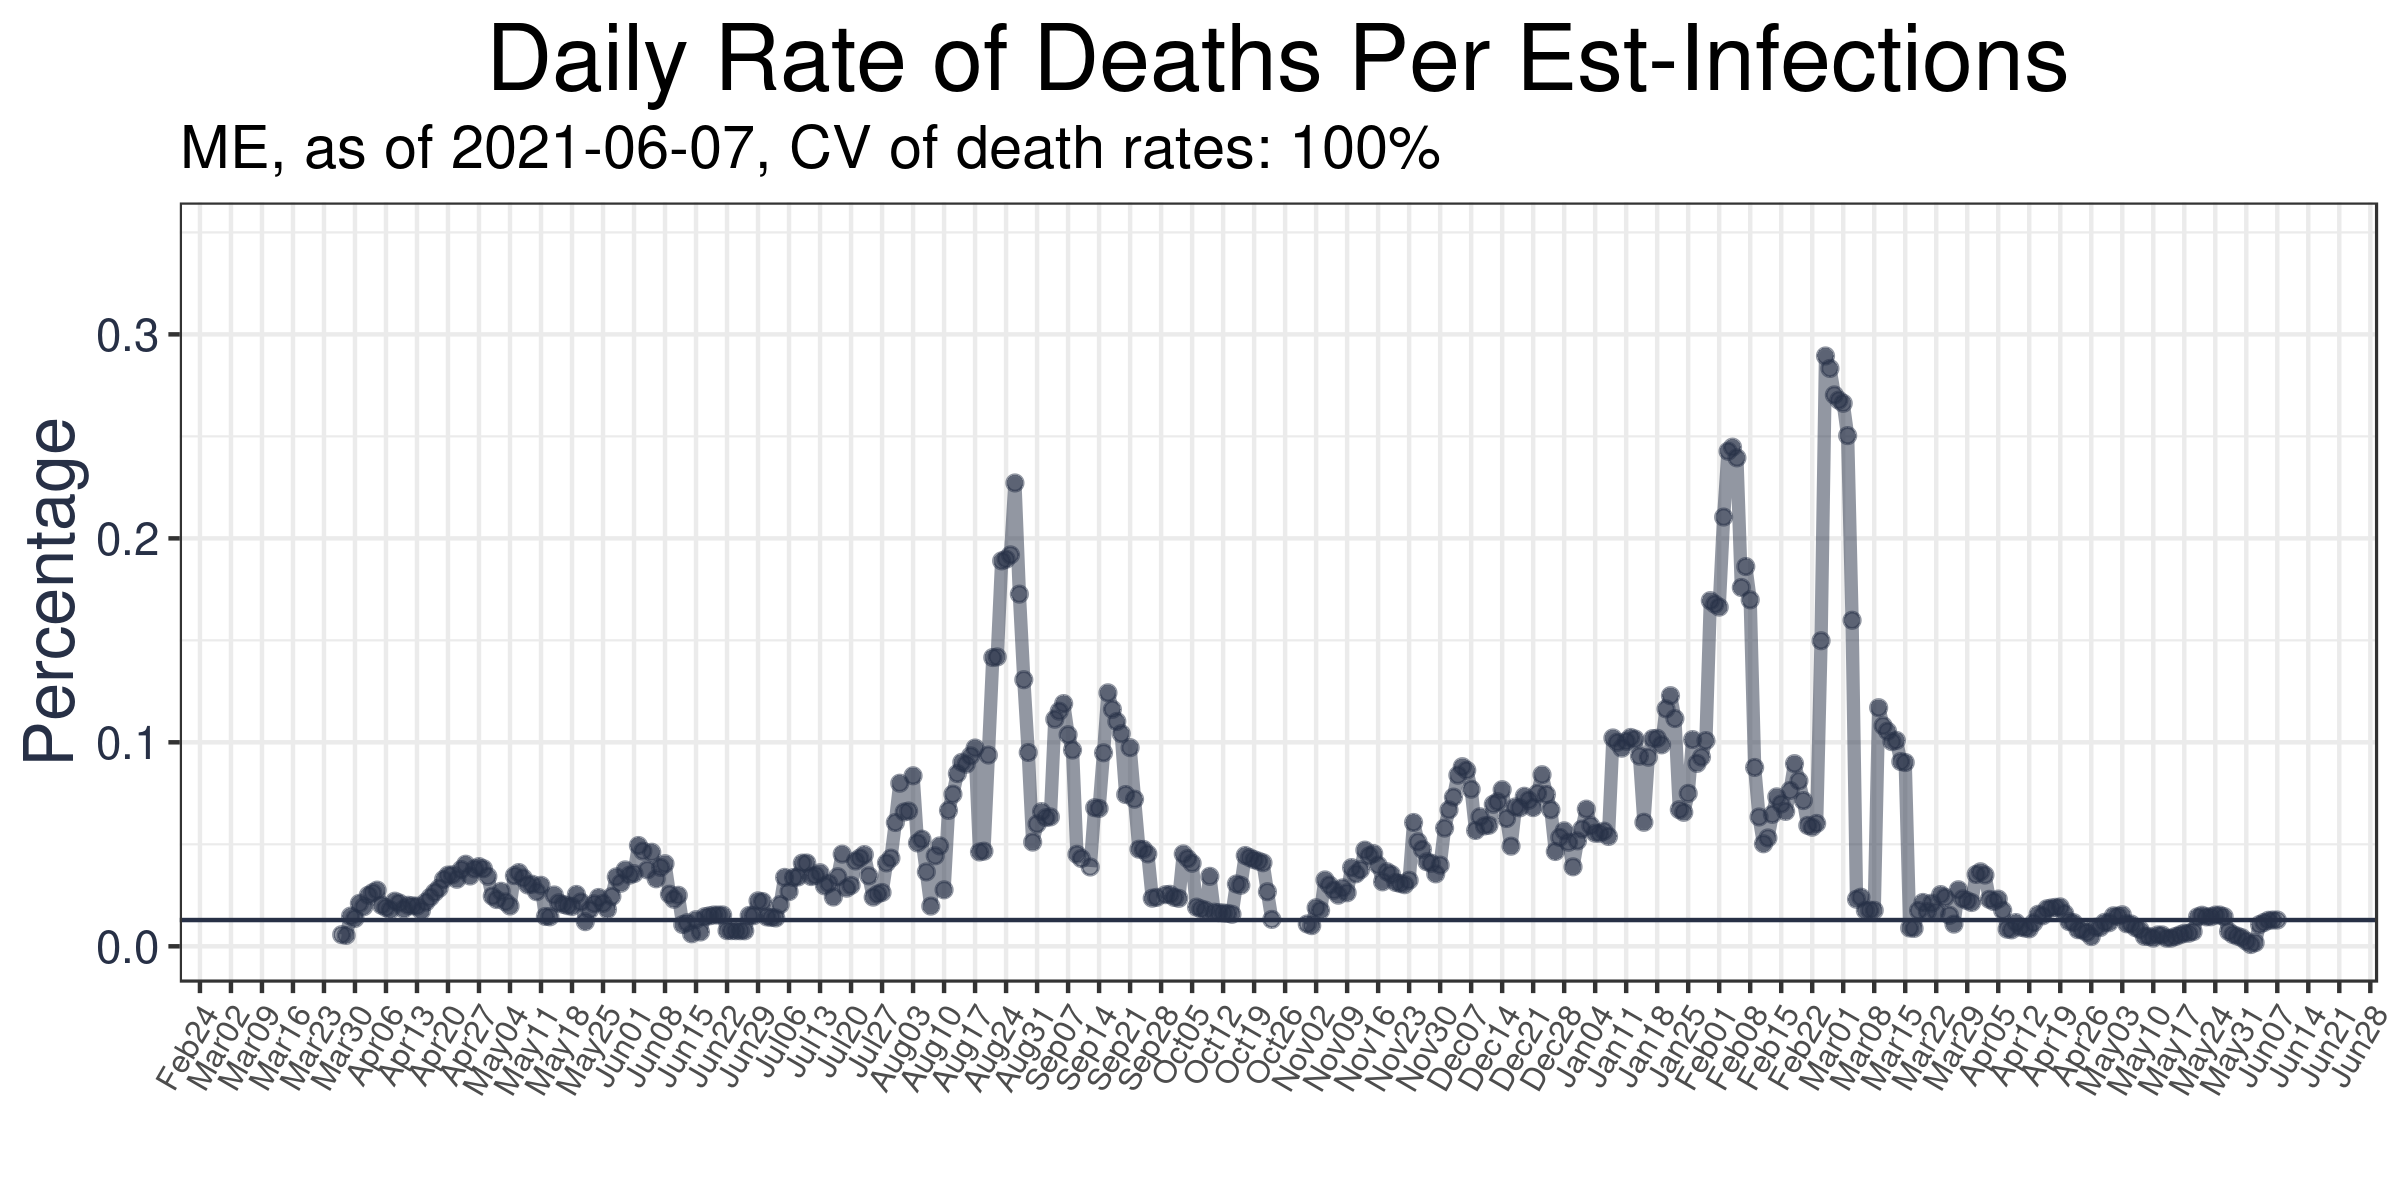 Daily Rate of Deaths Per Est-Infections
ME, as of 2021-06-07, CV of death rates: 100%
Percentage
0.3
0.2
0.1
0.0
Feb24
Mar02
Mar09
Mar16
Mar23
Mar30
Apr06
Apr13
Apr20
Apr27
May04
May11
May18
May25
Jun01
Jun08
Jun15
Jun22
Jun29
Jul06
Jul13
Jul20
Jul27
Aug03
Aug10
Aug17
Aug24
Aug31
Sep07
Sep14
Sep21
Sep28
Oct05
Oct12
Oct19
Oct26
Nov02
Nov09
Nov16
Nov23
Nov30
Dec07
Dec14
Dec21
Dec28
Jan04
Jan11
Jan18
Jan25
Feb01
Feb08
Feb15
Feb22
Mar01
Mar08
Mar15
Mar22
Mar29
Apr05
Apr12
Apr19
Apr26
May03
May10
May17
May24
May31
Jun07
Jun14
Jun21
Jun28